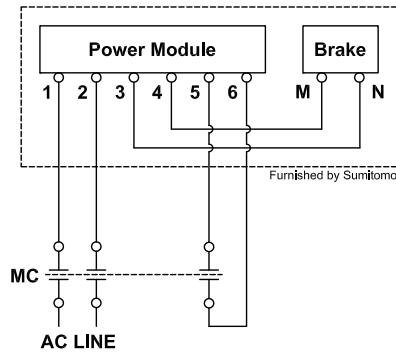 Power Module
Brake
1 2 3 4 5 6 M N
Furnished by Sumitomo
MC
AC LINE